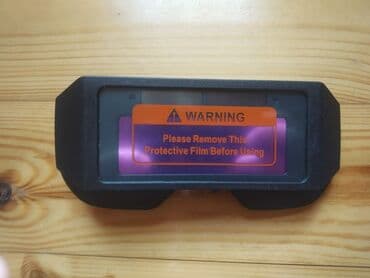 WARNING
Please Remove This
Protective Film Before Using